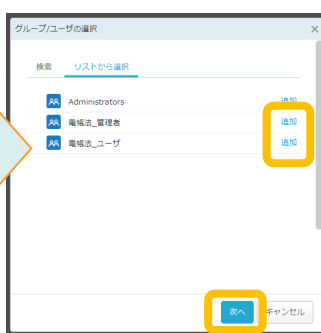 グループ/ユーザの選択
検索 リストから選択
Administrators 追加
電帳法_管理者 追加
電帳法_ユーザ 追加
次へ キャンセル